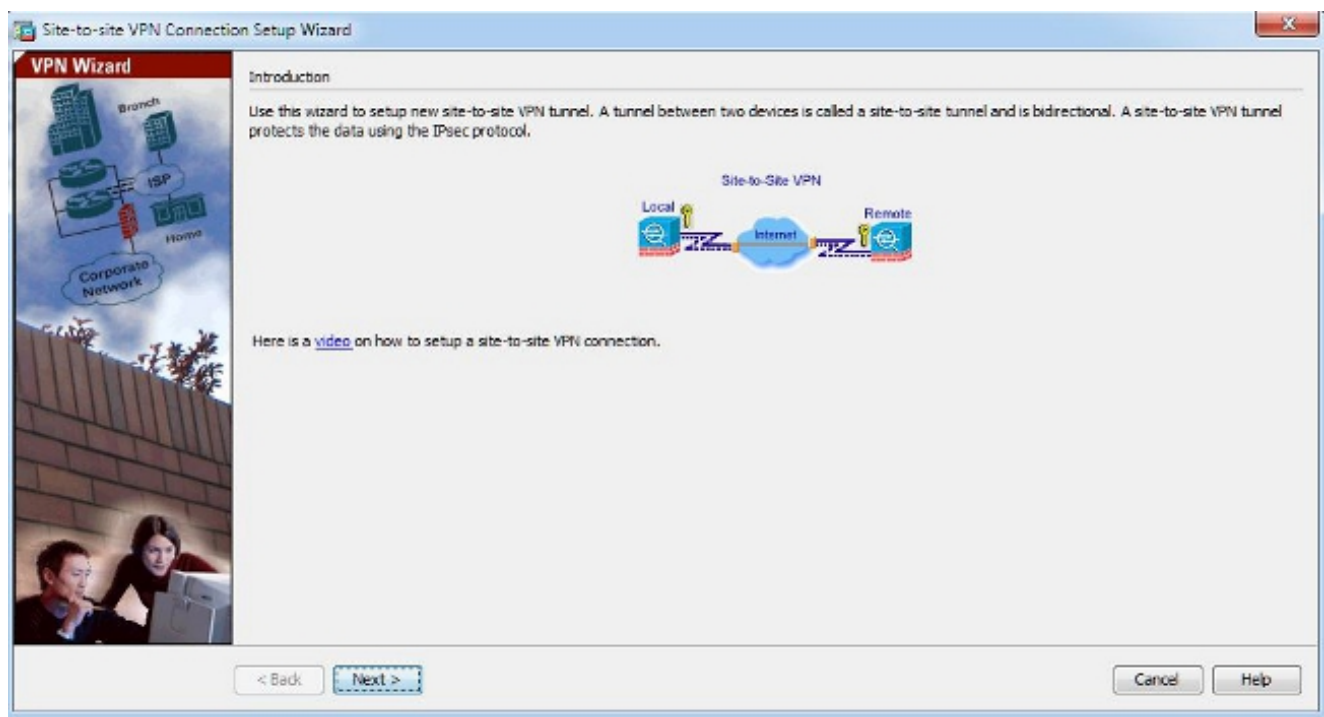 Site-to-site VPN Connection Setup Wizard
X
VPN Wizard
Branch
ISP
Home
Corporate
Network
Introduction
Use this wizard to setup new site-to-site VPN tunnel. A tunnel between two devices is called a site-to-site tunnel and is bidirectional. A site-to-site VPN tunnel
protects the data using the IPsec protocol.
Site-to-Site VPN
Local
Internet
Remote
Here is a video on how to setup a site-to-site VPN connection.
< Back
Next >
Cancel
Help